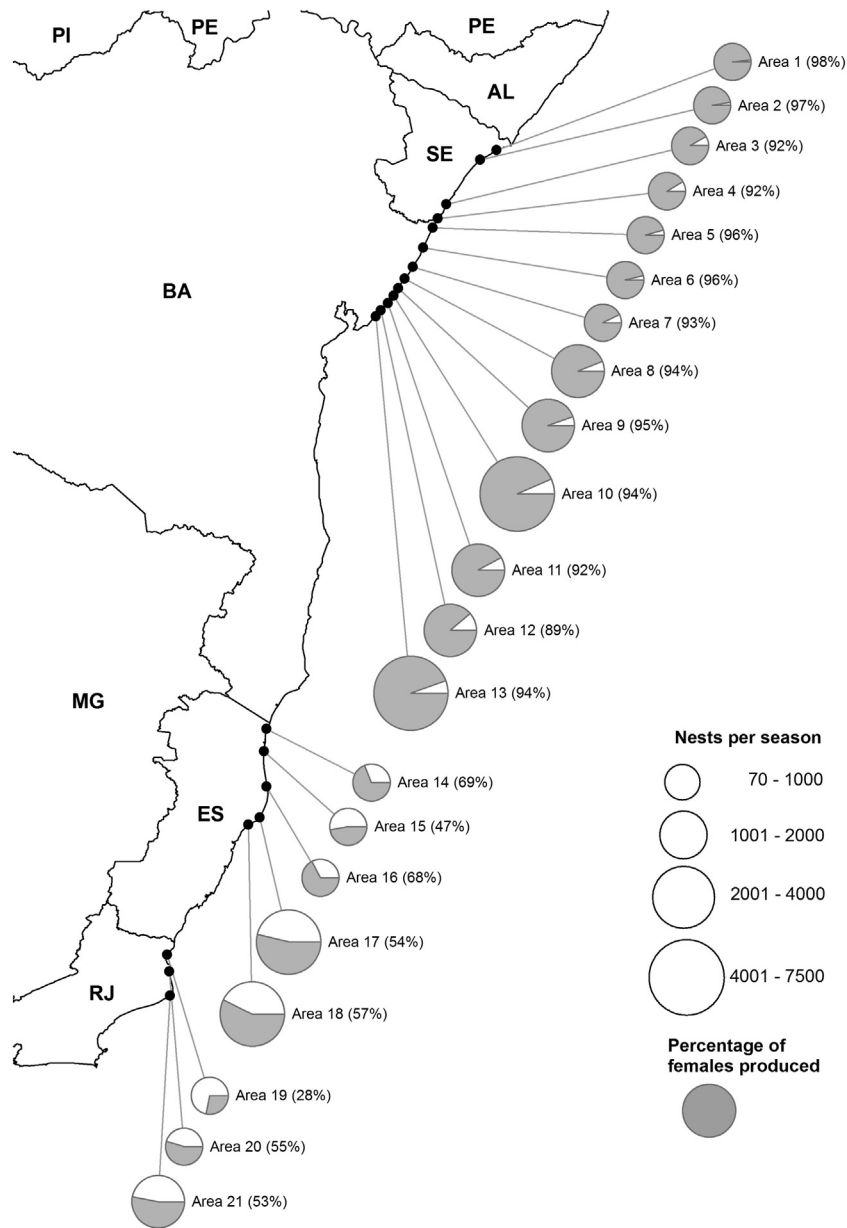 PI
PE
PE
AL
SE
BA
MG
ES
RJ
Area 1 (98%)
Area 2 (97%)
Area 3 (92%)
Area 4 (92%)
Area 5 (96%)
Area 6 (96%)
Area 7 (93%)
Area 8 (94%)
Area 9 (95%)
Area 10 (94%)
Area 11 (92%)
Area 12 (89%)
Area 13 (94%)
Area 14 (69%)
Area 15 (47%)
Area 16 (68%)
Area 17 (54%)
Area 18 (57%)
Area 19 (28%)
Area 20 (55%)
Area 21 (53%)
Nests per season
70 - 1000
1001 - 2000
2001 - 4000
4001 - 7500
Percentage of
females produced